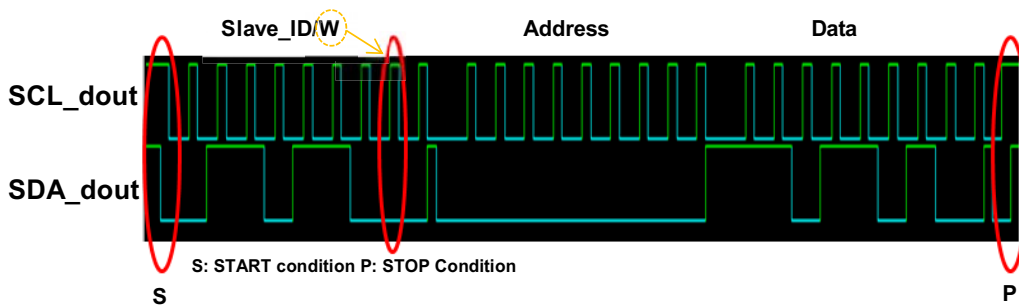 Slave_ID/W
Address
Data
SCL_dout
SDA_dout
S: START condition P: STOP Condition
S
P